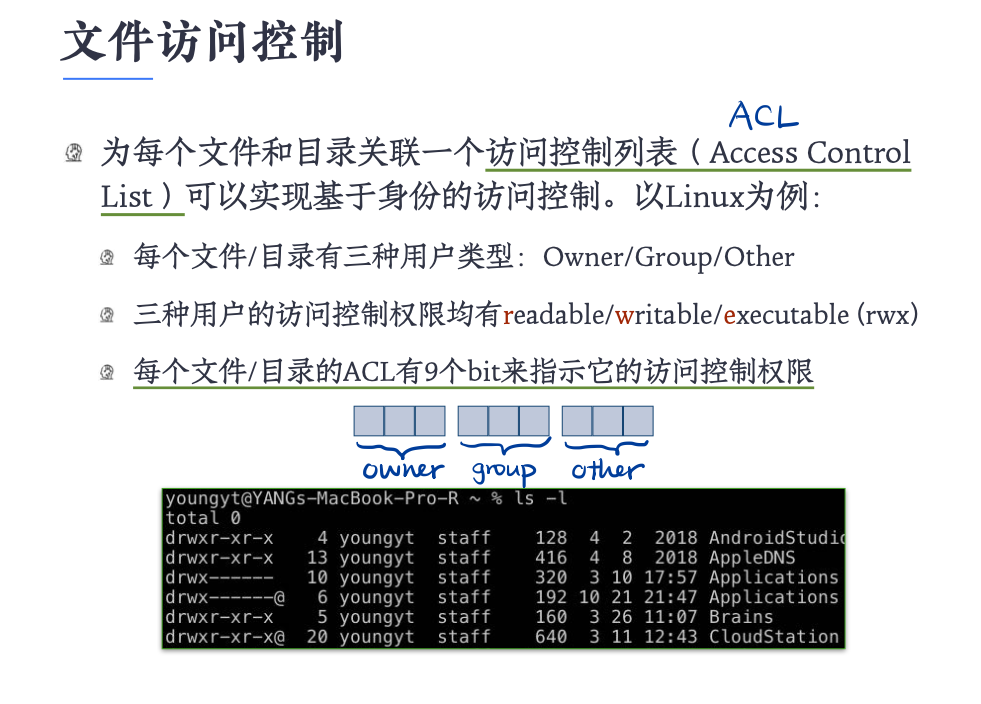 文件访问控制
ACL
为每个文件和目录关联一个访问控制列表（Access Control
List）可以实现基于身份的访问控制。以Linux为例：
每个文件/目录有三种用户类型：Owner/Group/Other
三种用户的访问控制权限均有readable/writable/executable (rwx)
每个文件/目录的ACL有9个bit来指示它的访问控制权限
owner group other
youngyt@YANGs-MacBook-Pro-R ~ % ls -l
total 0
drwxr-xr-x 4 youngyt staff 128 4 2 2018 AndroidStudio
drwxr-xr-x 13 youngyt staff 416 4 8 2018 AppleDNS
drwx------ 10 youngyt staff 320 3 10 17:57 Applications
drwx------@ 6 youngyt staff 192 10 21 21:47 Applications
drwxr-xr-x 5 youngyt staff 160 3 26 11:07 Brains
drwxr-xr-x@ 20 youngyt staff 640 3 11 12:43 CloudStation